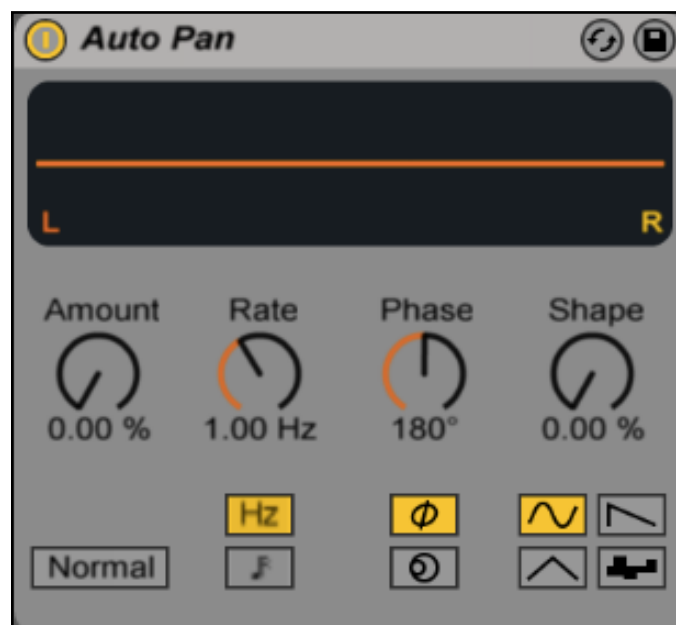 Auto Pan
L R
Amount Rate Phase Shape
0.00 % 1.00 Hz 180° 0.00 %
Hz ϕ
Normal